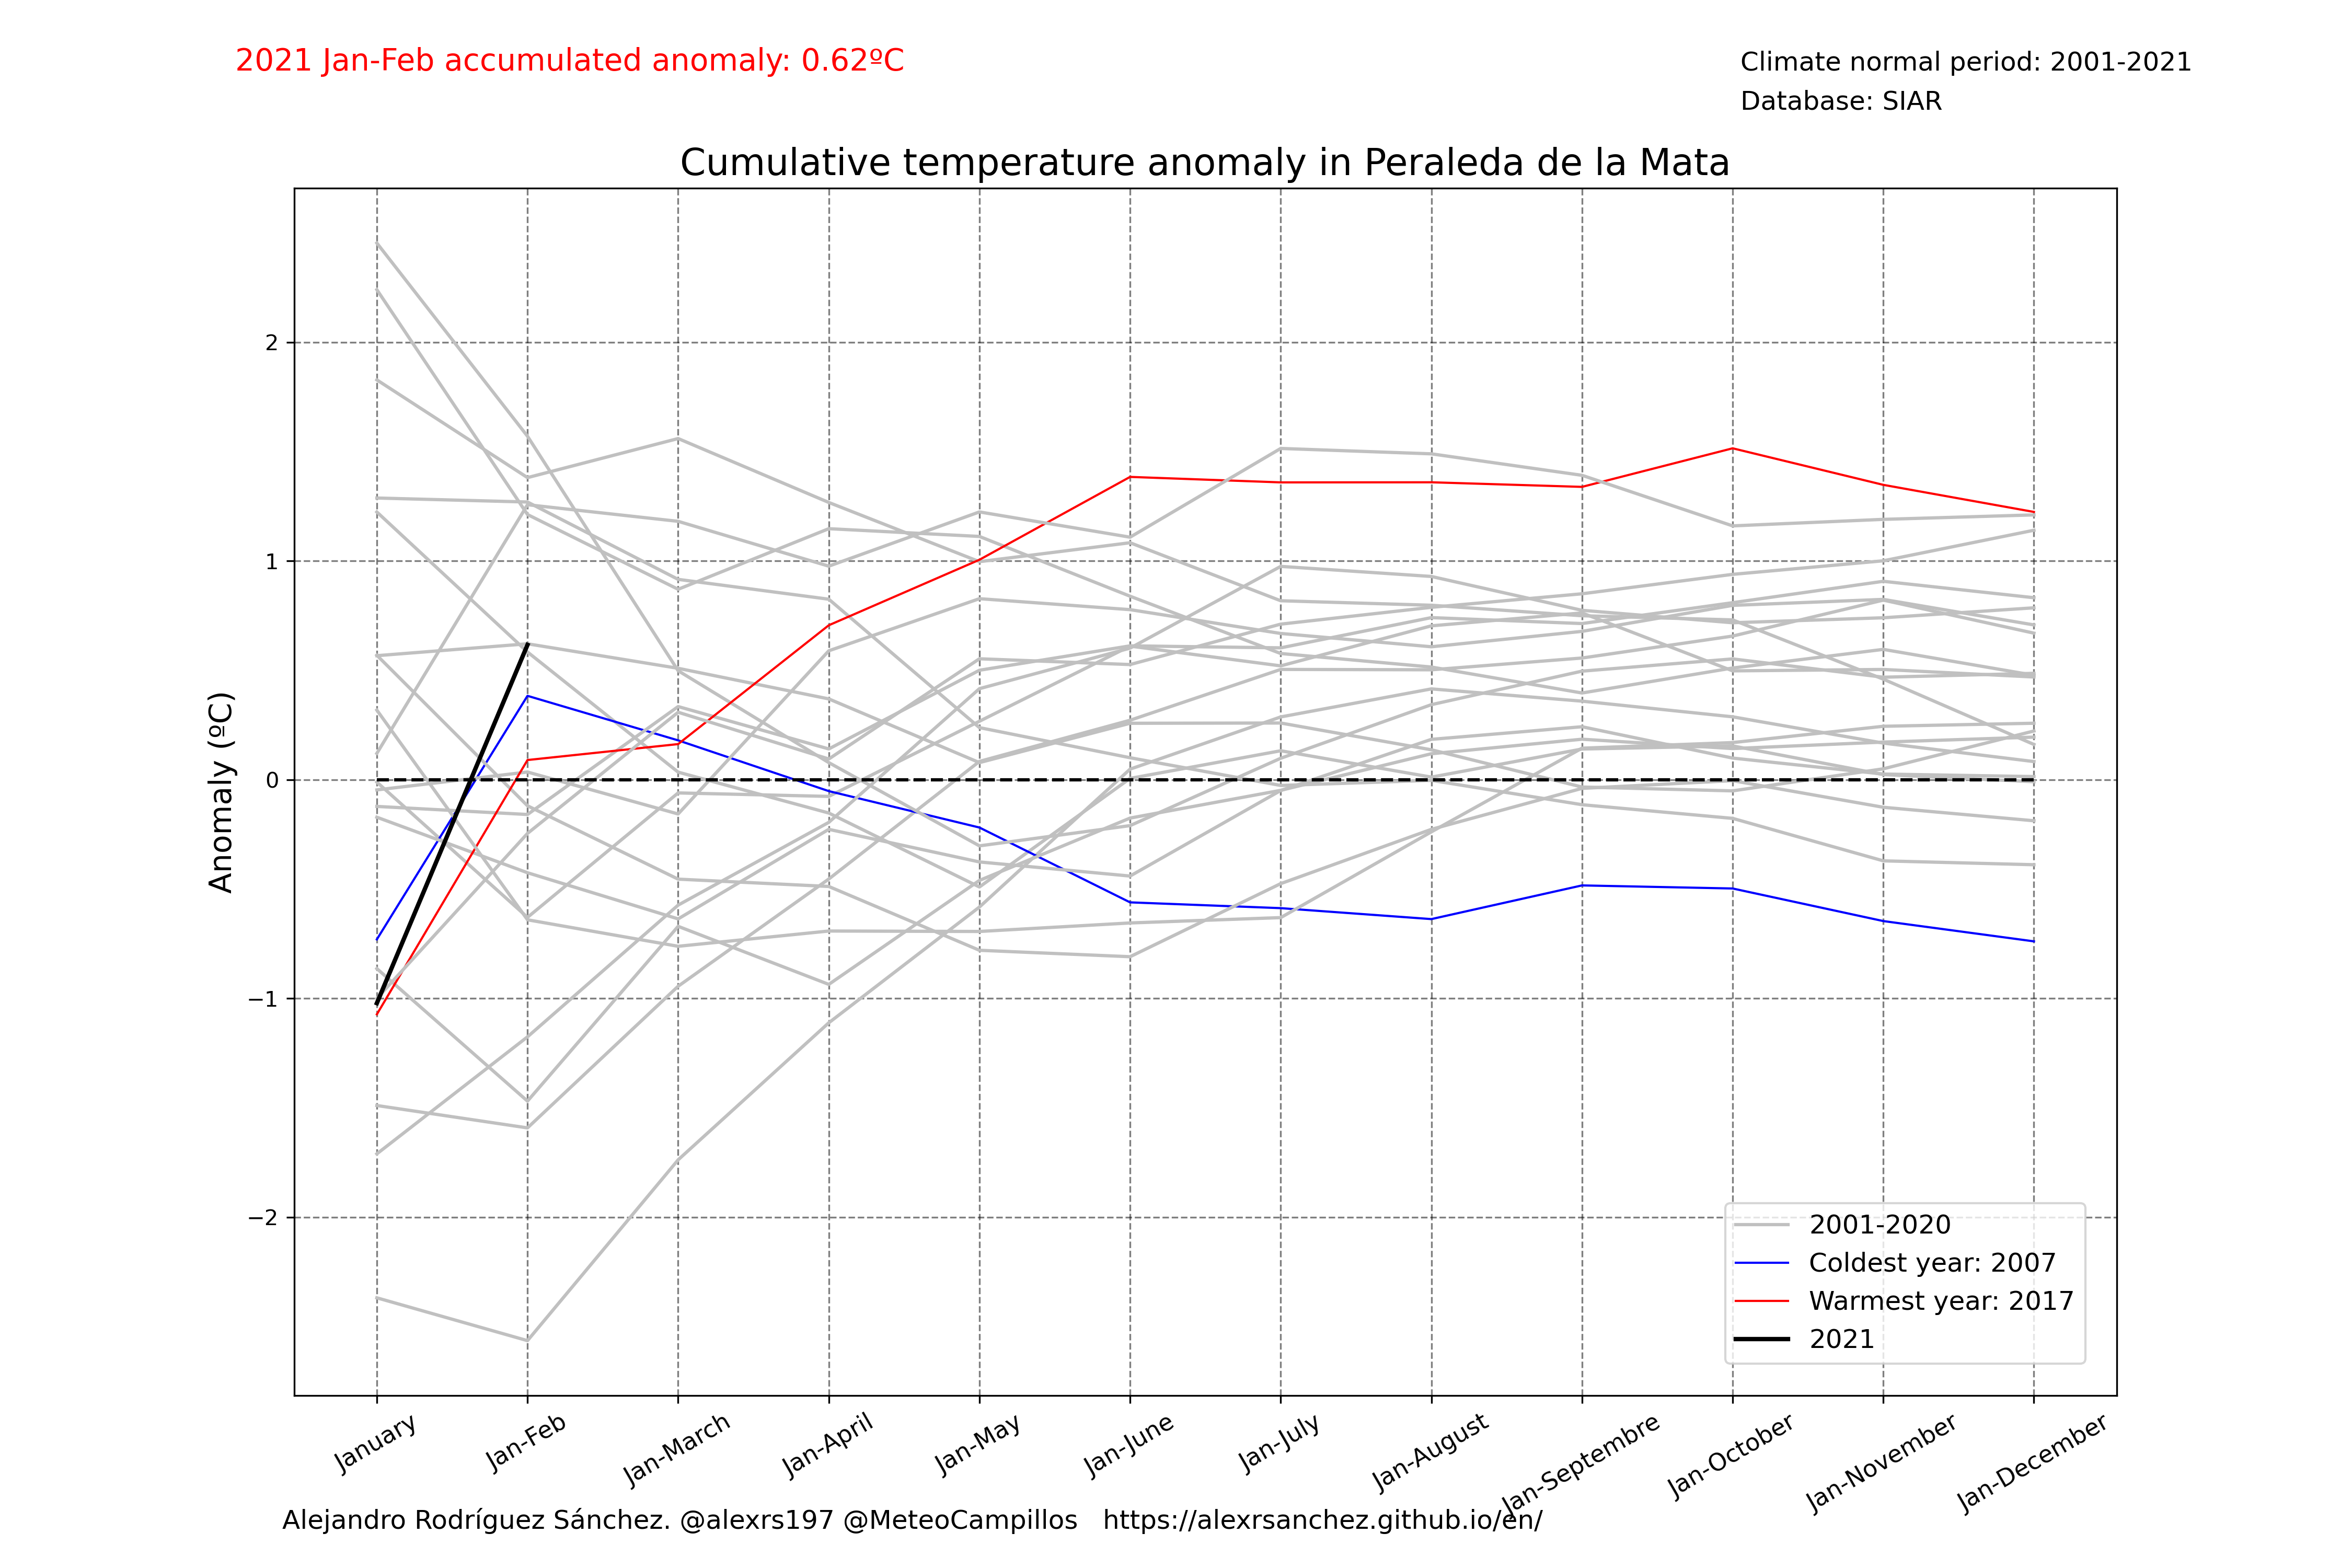 2021 Jan-Feb accumulated anomaly: 0.62ºC
Climate normal period: 2001-2021
Database: SIAR
Cumulative temperature anomaly in Peraleda de la Mata
Anomaly (ºC)
2
1
0
−1
−2
2001-2020
Coldest year: 2007
Warmest year: 2017
2021
January
Jan-Feb
Jan-March
Jan-April
Jan-May
Jan-June
Jan-July
Jan-August
Jan-Septembre
Jan-October
Jan-November
Jan-December
Alejandro Rodríguez Sánchez. @alexrs197 @MeteoCampillos   https://alexrsanchez.github.io/en/